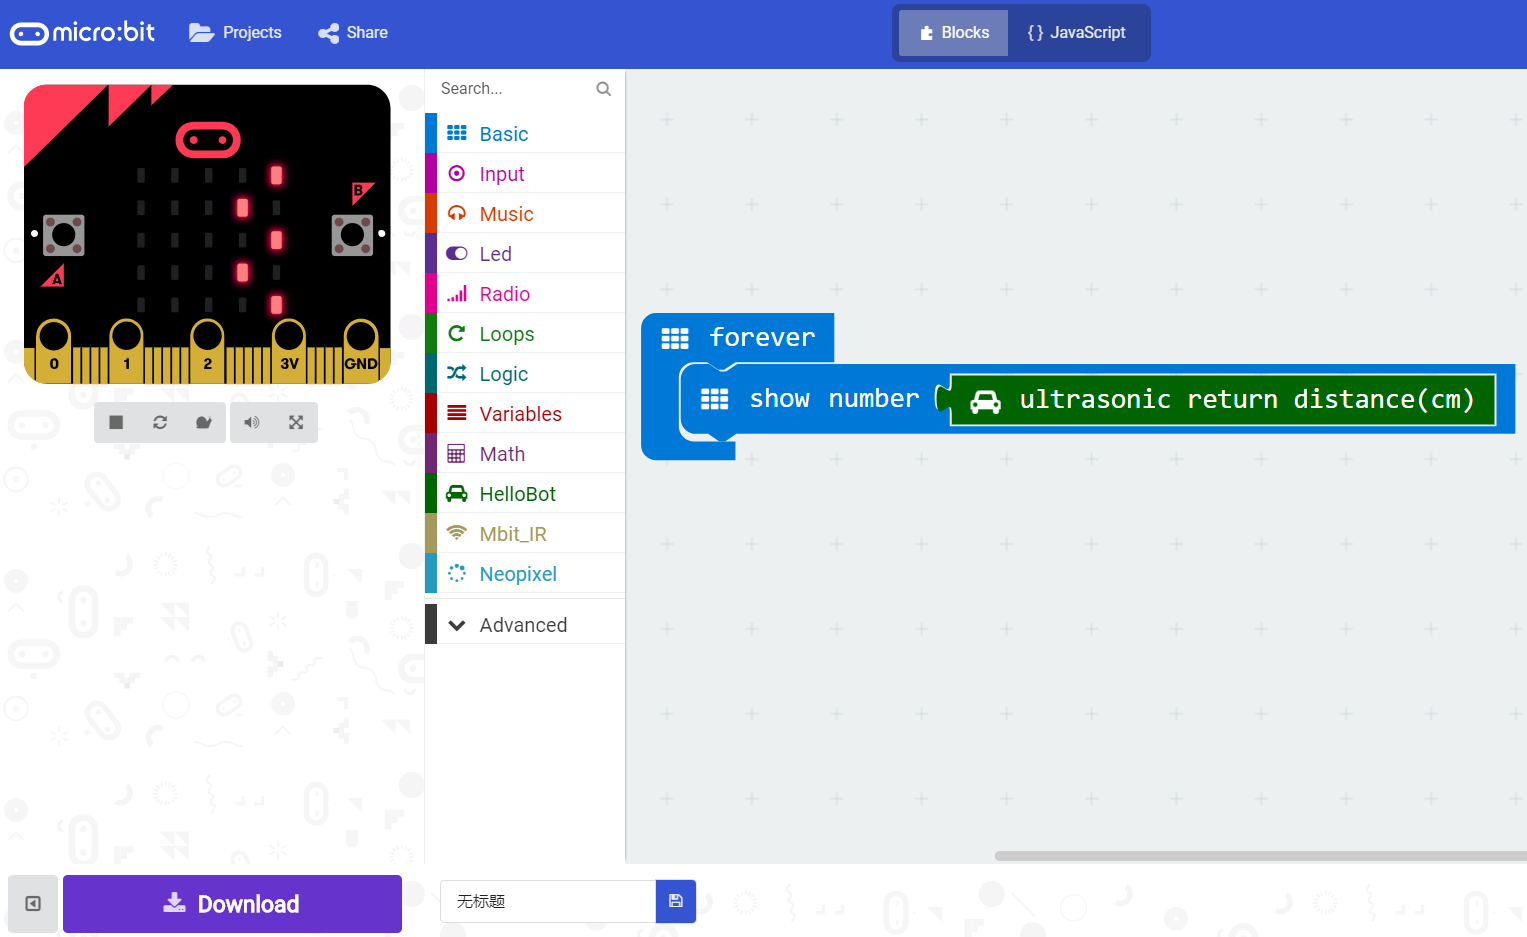 micro:bit
Projects
Share
Blocks
{} JavaScript
Search...
Basic
Input
Music
Led
Radio
Loops
Logic
Variables
Math
HelloBot
Mbit_IR
Neopixel
Advanced
B
A
0 1 2 3V GND
forever
show number ultrasonic return distance(cm)
Download
无标题